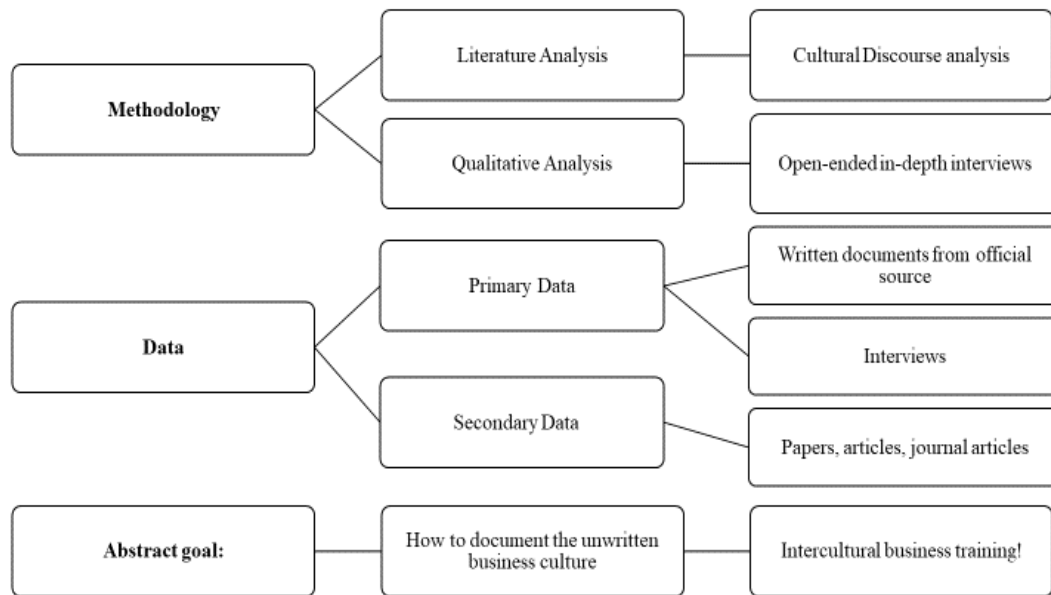 Literature Analysis
Cultural Discourse analysis
Methodology
Qualitative Analysis
Open-ended in-depth interviews
Written documents from official
source
Primary Data
Data
Interviews
Secondary Data
Papers, articles, journal articles
Abstract goal:
How to document the unwritten
business culture
Intercultural business training!